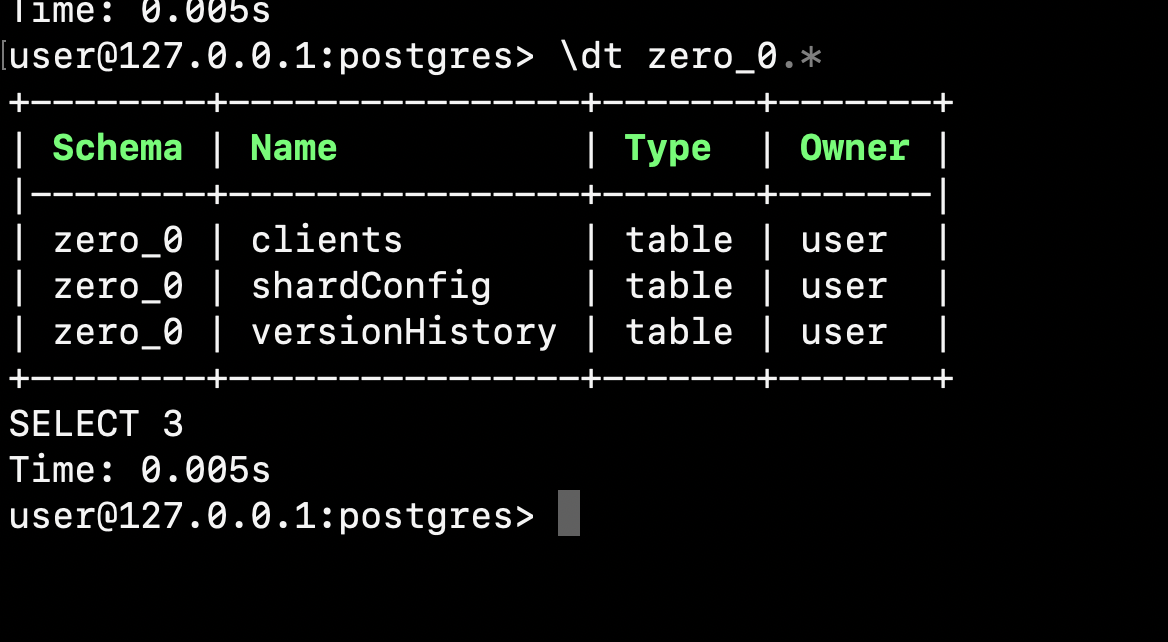 Time: 0.005s
user@127.0.0.1:postgres> \dt zero_0.*
+--------+----------------+-------+-------+
| Schema | Name           | Type  | Owner |
|--------+----------------+-------+-------|
| zero_0 | clients        | table | user  |
| zero_0 | shardConfig    | table | user  |
| zero_0 | versionHistory | table | user  |
+--------+----------------+-------+-------+
SELECT 3
Time: 0.005s
user@127.0.0.1:postgres>